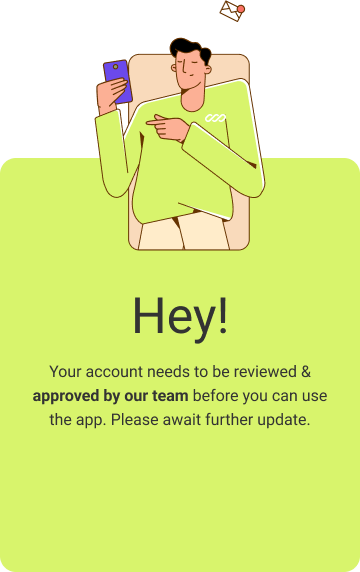 Hey!
Your account needs to be reviewed &
approved by our team before you can use
the app. Please await further update.